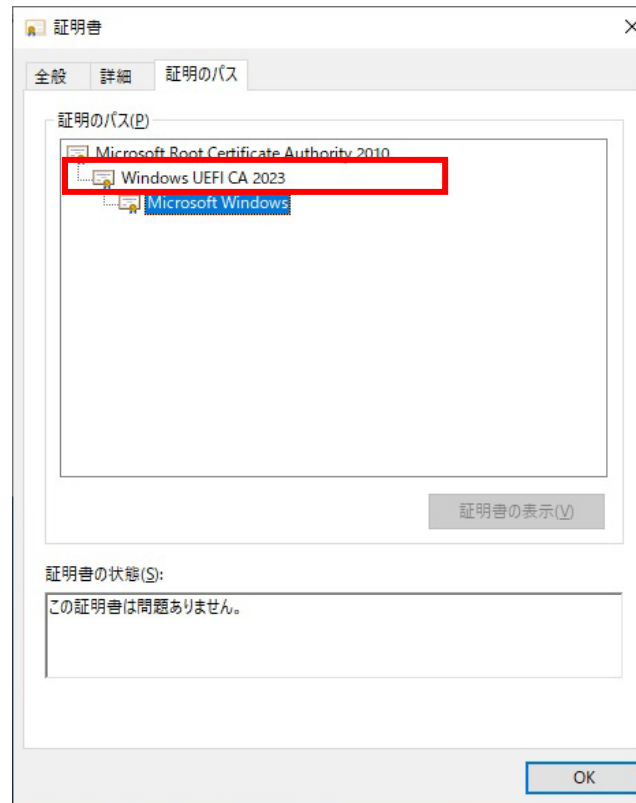 証明書
全般 詳細 証明のパス
証明のパス(P)
Microsoft Root Certificate Authority 2010
Windows UEFI CA 2023
Microsoft Windows
証明書の表示(V)
証明書の状態(S):
この証明書は問題ありません。
OK